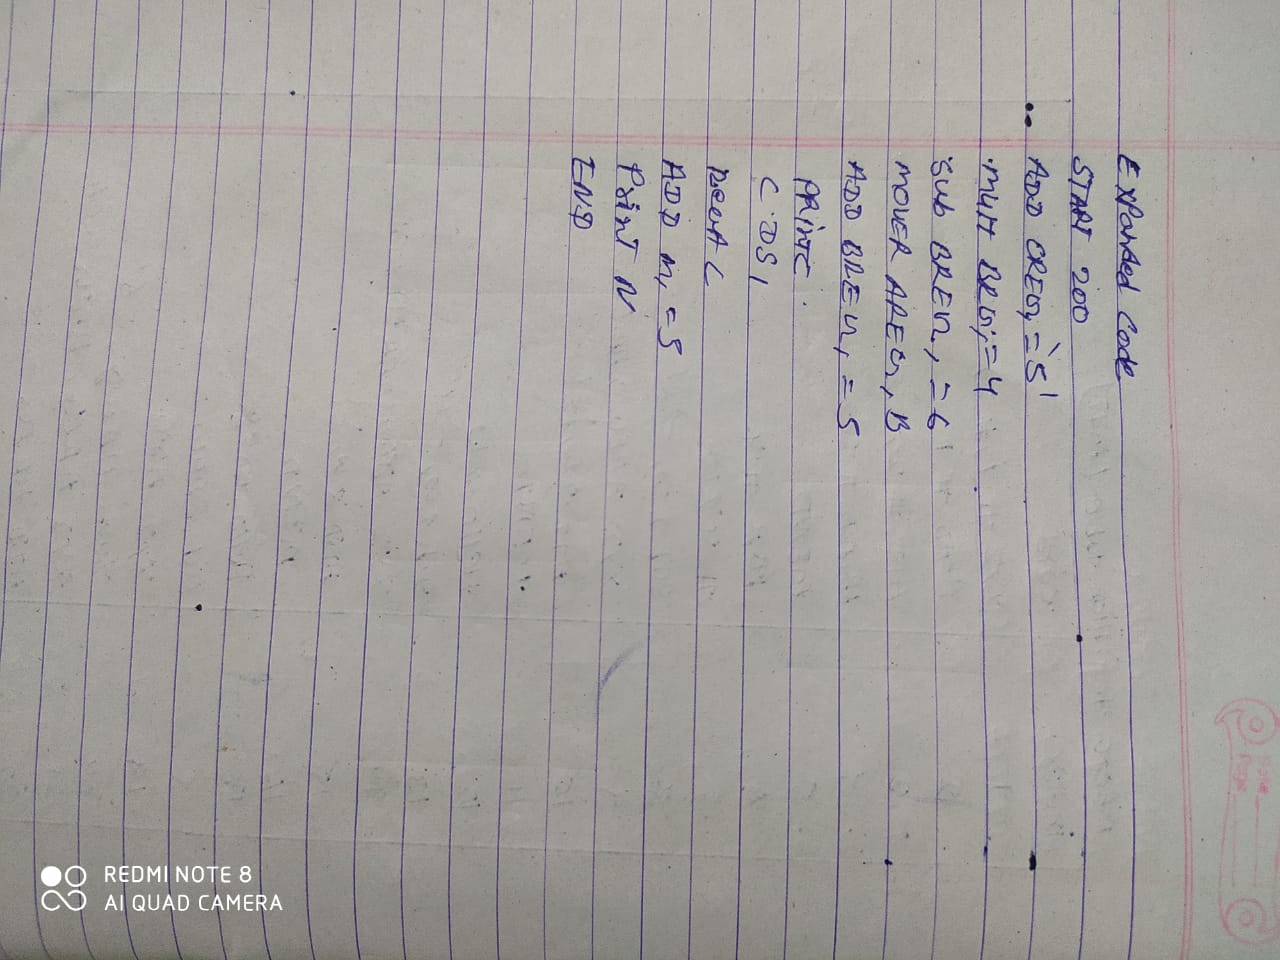 Date
Page
Expanded Code
START 200
ADD CREG, = '5'
MULT BRG, = 4
Sub BREG, = 6
MOVER AREG, B
ADD BREG, = 5
PRINT C
C DS 1
Read C
ADD m, = 5
Print N
END
REDMI NOTE 8
AI QUAD CAMERA